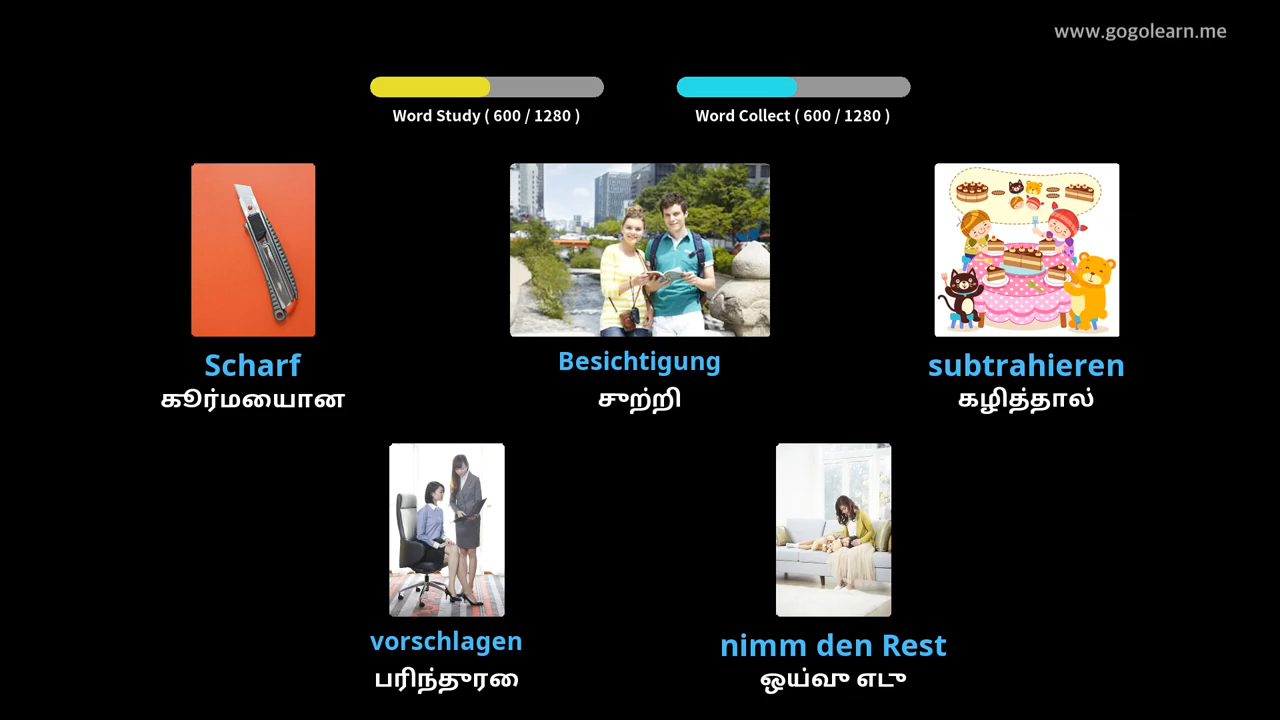 www.gogolearn.me
Word Study ( 600 / 1280 )
Word Collect ( 600 / 1280 )
Scharf
கூர்மையான
Besichtigung
சுற்றி
subtrahieren
கழித்தால்
vorschlagen
பரிந்துரை
nimm den Rest
ஒய்வு எடு